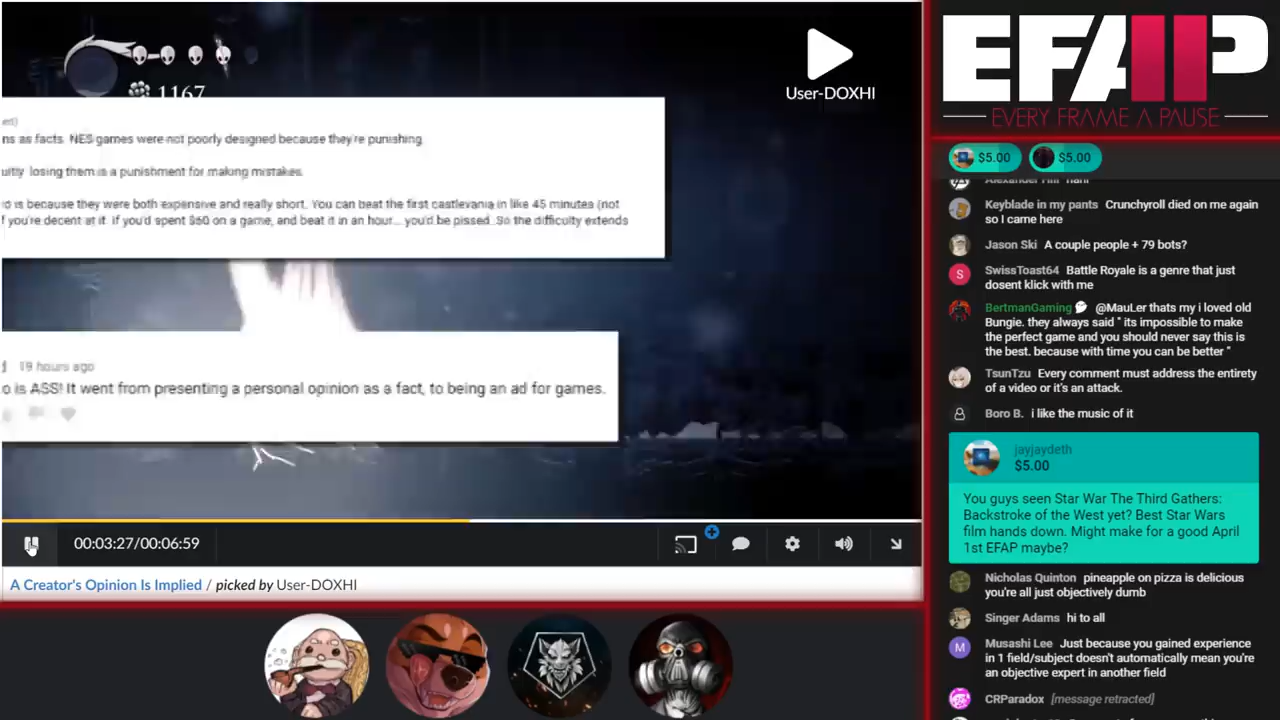 1167
User-DOXHI
ns as facts. NES games were not poorly designed because they're punishing.
losing them is a punishment for making mistakes.
is because they were both expensive and really short. You can beat the first castlevania in like 45 minutes (not
f you're decent at it. if you'd spent $60 on a game, and beat it in an hour... you'd be pissed. So the difficulty extends
19 hours ago
o is ASS! It went from presenting a personal opinion as a fact, to being an ad for games.
00:03:27/00:06:59
A Creator's Opinion Is Implied / picked by User-DOXHI
EFAP
EVERY FRAME A PAUSE
$5.00
$5.00
Keyblade in my pants Crunchyroll died on me again
so I came here
Jason Ski A couple people + 79 bots?
SwissToast64 Battle Royale is a genre that just
dosent klick with me
BertmanGaming @MauLer thats my i loved old
Bungie. they always said " its impossible to make
the perfect game and you should never say this is
the best. because with time you can be better "
TsunTzu Every comment must address the entirety
of a video or it's an attack.
Boro B. i like the music of it
jayjaydeth
$5.00
You guys seen Star War The Third Gathers:
Backstroke of the West yet? Best Star Wars
film hands down. Might make for a good April
1st EFAP maybe?
Nicholas Quinton pineapple on pizza is delicious
you're all just objectively dumb
Singer Adams hi to all
M
Musashi Lee Just because you gained experience
in 1 field/subject doesn't automatically mean you're
an objective expert in another field
CRParadox [message retracted]